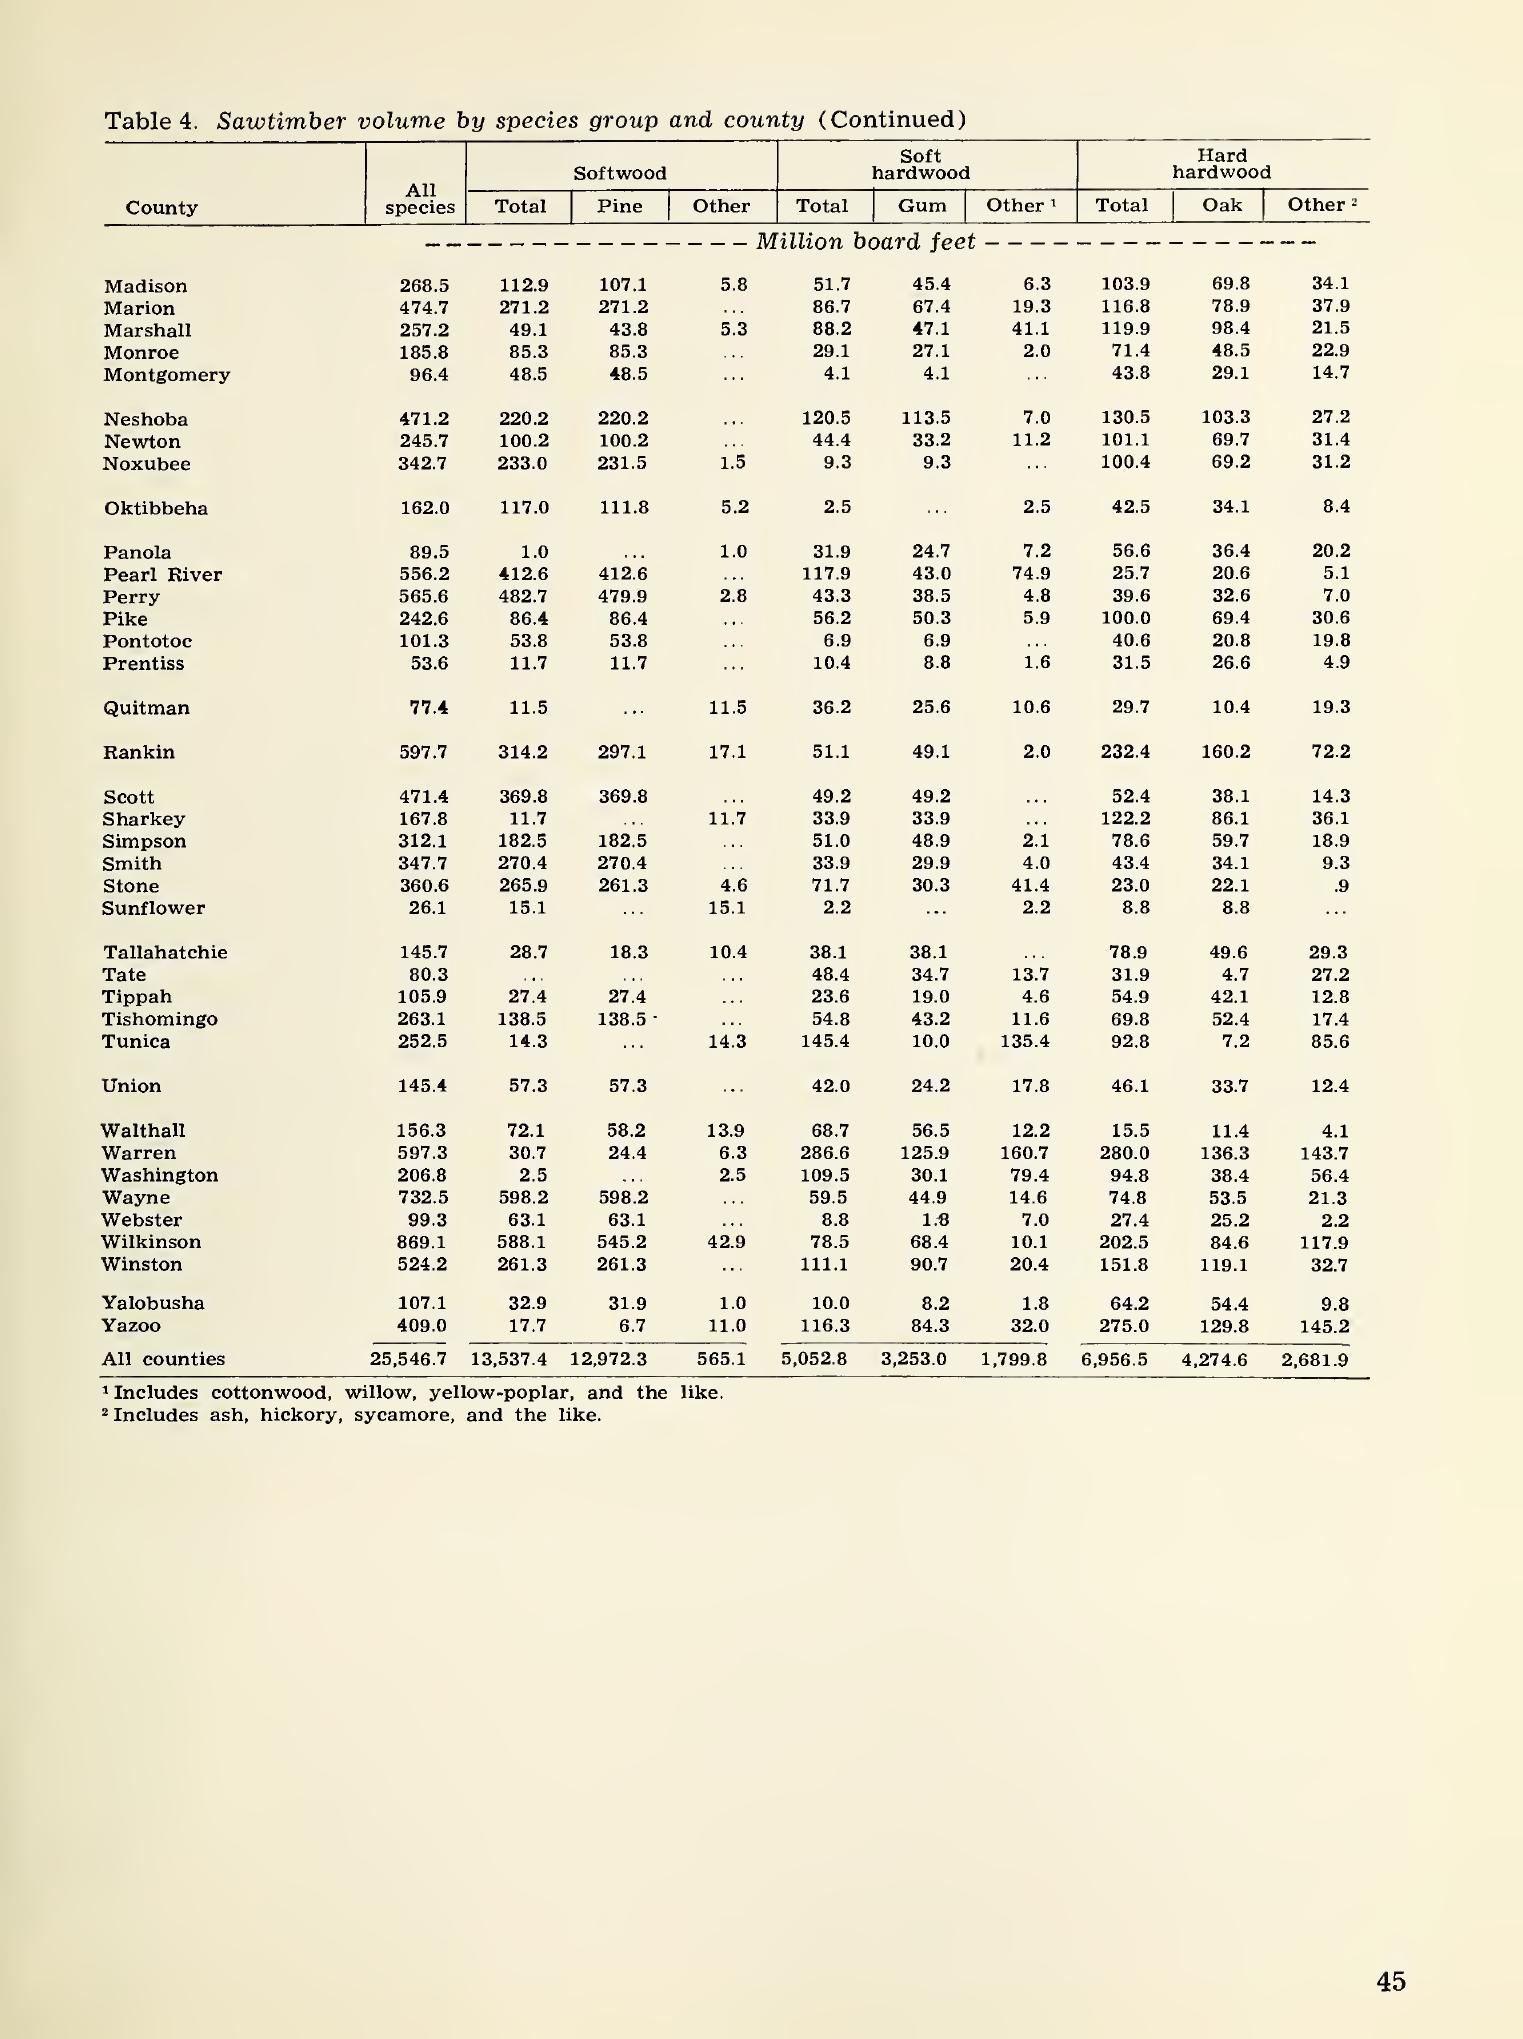 Table 4. Sawtimber volume by species group and county (Continued)
County All species Softwood Soft hardwood Hard hardwood
Total Pine Other Total Gum Other ¹ Total Oak Other ²
Million board feet
Madison 268.5 112.9 107.1 5.8 51.7 45.4 6.3 103.9 69.8 34.1
Marion 474.7 271.2 271.2 ... 86.7 67.4 19.3 116.8 78.9 37.9
Marshall 257.2 49.1 43.8 5.3 88.2 47.1 41.1 119.9 98.4 21.5
Monroe 185.8 85.3 85.3 ... 29.1 27.1 2.0 71.4 48.5 22.9
Montgomery 96.4 48.5 48.5 ... 4.1 4.1 ... 43.8 29.1 14.7
Neshoba 471.2 220.2 220.2 ... 120.5 113.5 7.0 130.5 103.3 27.2
Newton 245.7 100.2 100.2 ... 44.4 33.2 11.2 101.1 69.7 31.4
Noxubee 342.7 233.0 231.5 1.5 9.3 9.3 ... 100.4 69.2 31.2
Oktibbeha 162.0 117.0 111.8 5.2 2.5 ... 2.5 42.5 34.1 8.4
Panola 89.5 1.0 ... 1.0 31.9 24.7 7.2 56.6 36.4 20.2
Pearl River 556.2 412.6 412.6 ... 117.9 43.0 74.9 25.7 20.6 5.1
Perry 565.6 482.7 479.9 2.8 43.3 38.5 4.8 39.6 32.6 7.0
Pike 242.6 86.4 86.4 ... 56.2 50.3 5.9 100.0 69.4 30.6
Pontotoc 101.3 53.8 53.8 ... 6.9 6.9 ... 40.6 20.8 19.8
Prentiss 53.6 11.7 11.7 ... 10.4 8.8 1.6 31.5 26.6 4.9
Quitman 77.4 11.5 ... 11.5 36.2 25.6 10.6 29.7 10.4 19.3
Rankin 597.7 314.2 297.1 17.1 51.1 49.1 2.0 232.4 160.2 72.2
Scott 471.4 369.8 369.8 ... 49.2 49.2 ... 52.4 38.1 14.3
Sharkey 167.8 11.7 ... 11.7 33.9 33.9 ... 122.2 86.1 36.1
Simpson 312.1 182.5 182.5 ... 51.0 48.9 2.1 78.6 59.7 18.9
Smith 347.7 270.4 270.4 ... 33.9 29.9 4.0 43.4 34.1 9.3
Stone 360.6 265.9 261.3 4.6 71.7 30.3 41.4 23.0 22.1 .9
Sunflower 26.1 15.1 ... 15.1 2.2 ... 2.2 8.8 8.8 ...
Tallahatchie 145.7 28.7 18.3 10.4 38.1 38.1 ... 78.9 49.6 29.3
Tate 80.3 ... ... ... 48.4 34.7 13.7 31.9 4.7 27.2
Tippah 105.9 27.4 27.4 ... 23.6 19.0 4.6 54.9 42.1 12.8
Tishomingo 263.1 138.5 138.5 ... 54.8 43.2 11.6 69.8 52.4 17.4
Tunica 252.5 14.3 ... 14.3 145.4 10.0 135.4 92.8 7.2 85.6
Union 145.4 57.3 57.3 ... 42.0 24.2 17.8 46.1 33.7 12.4
Walthall 156.3 72.1 58.2 13.9 68.7 56.5 12.2 15.5 11.4 4.1
Warren 597.3 30.7 24.4 6.3 286.6 125.9 160.7 280.0 136.3 143.7
Washington 206.8 2.5 ... 2.5 109.5 30.1 79.4 94.8 38.4 56.4
Wayne 732.5 598.2 598.2 ... 59.5 44.9 14.6 74.8 53.5 21.3
Webster 99.3 63.1 63.1 ... 8.8 1.8 7.0 27.4 25.2 2.2
Wilkinson 869.1 588.1 545.2 42.9 78.5 68.4 10.1 202.5 84.6 117.9
Winston 524.2 261.3 261.3 ... 111.1 90.7 20.4 151.8 119.1 32.7
Yalobusha 107.1 32.9 31.9 1.0 10.0 8.2 1.8 64.2 54.4 9.8
Yazoo 409.0 17.7 6.7 11.0 116.3 84.3 32.0 275.0 129.8 145.2
All counties 25,546.7 13,537.4 12,972.3 565.1 5,052.8 3,253.0 1,799.8 6,956.5 4,274.6 2,681.9
¹ Includes cottonwood, willow, yellow-poplar, and the like.
² Includes ash, hickory, sycamore, and the like.
45